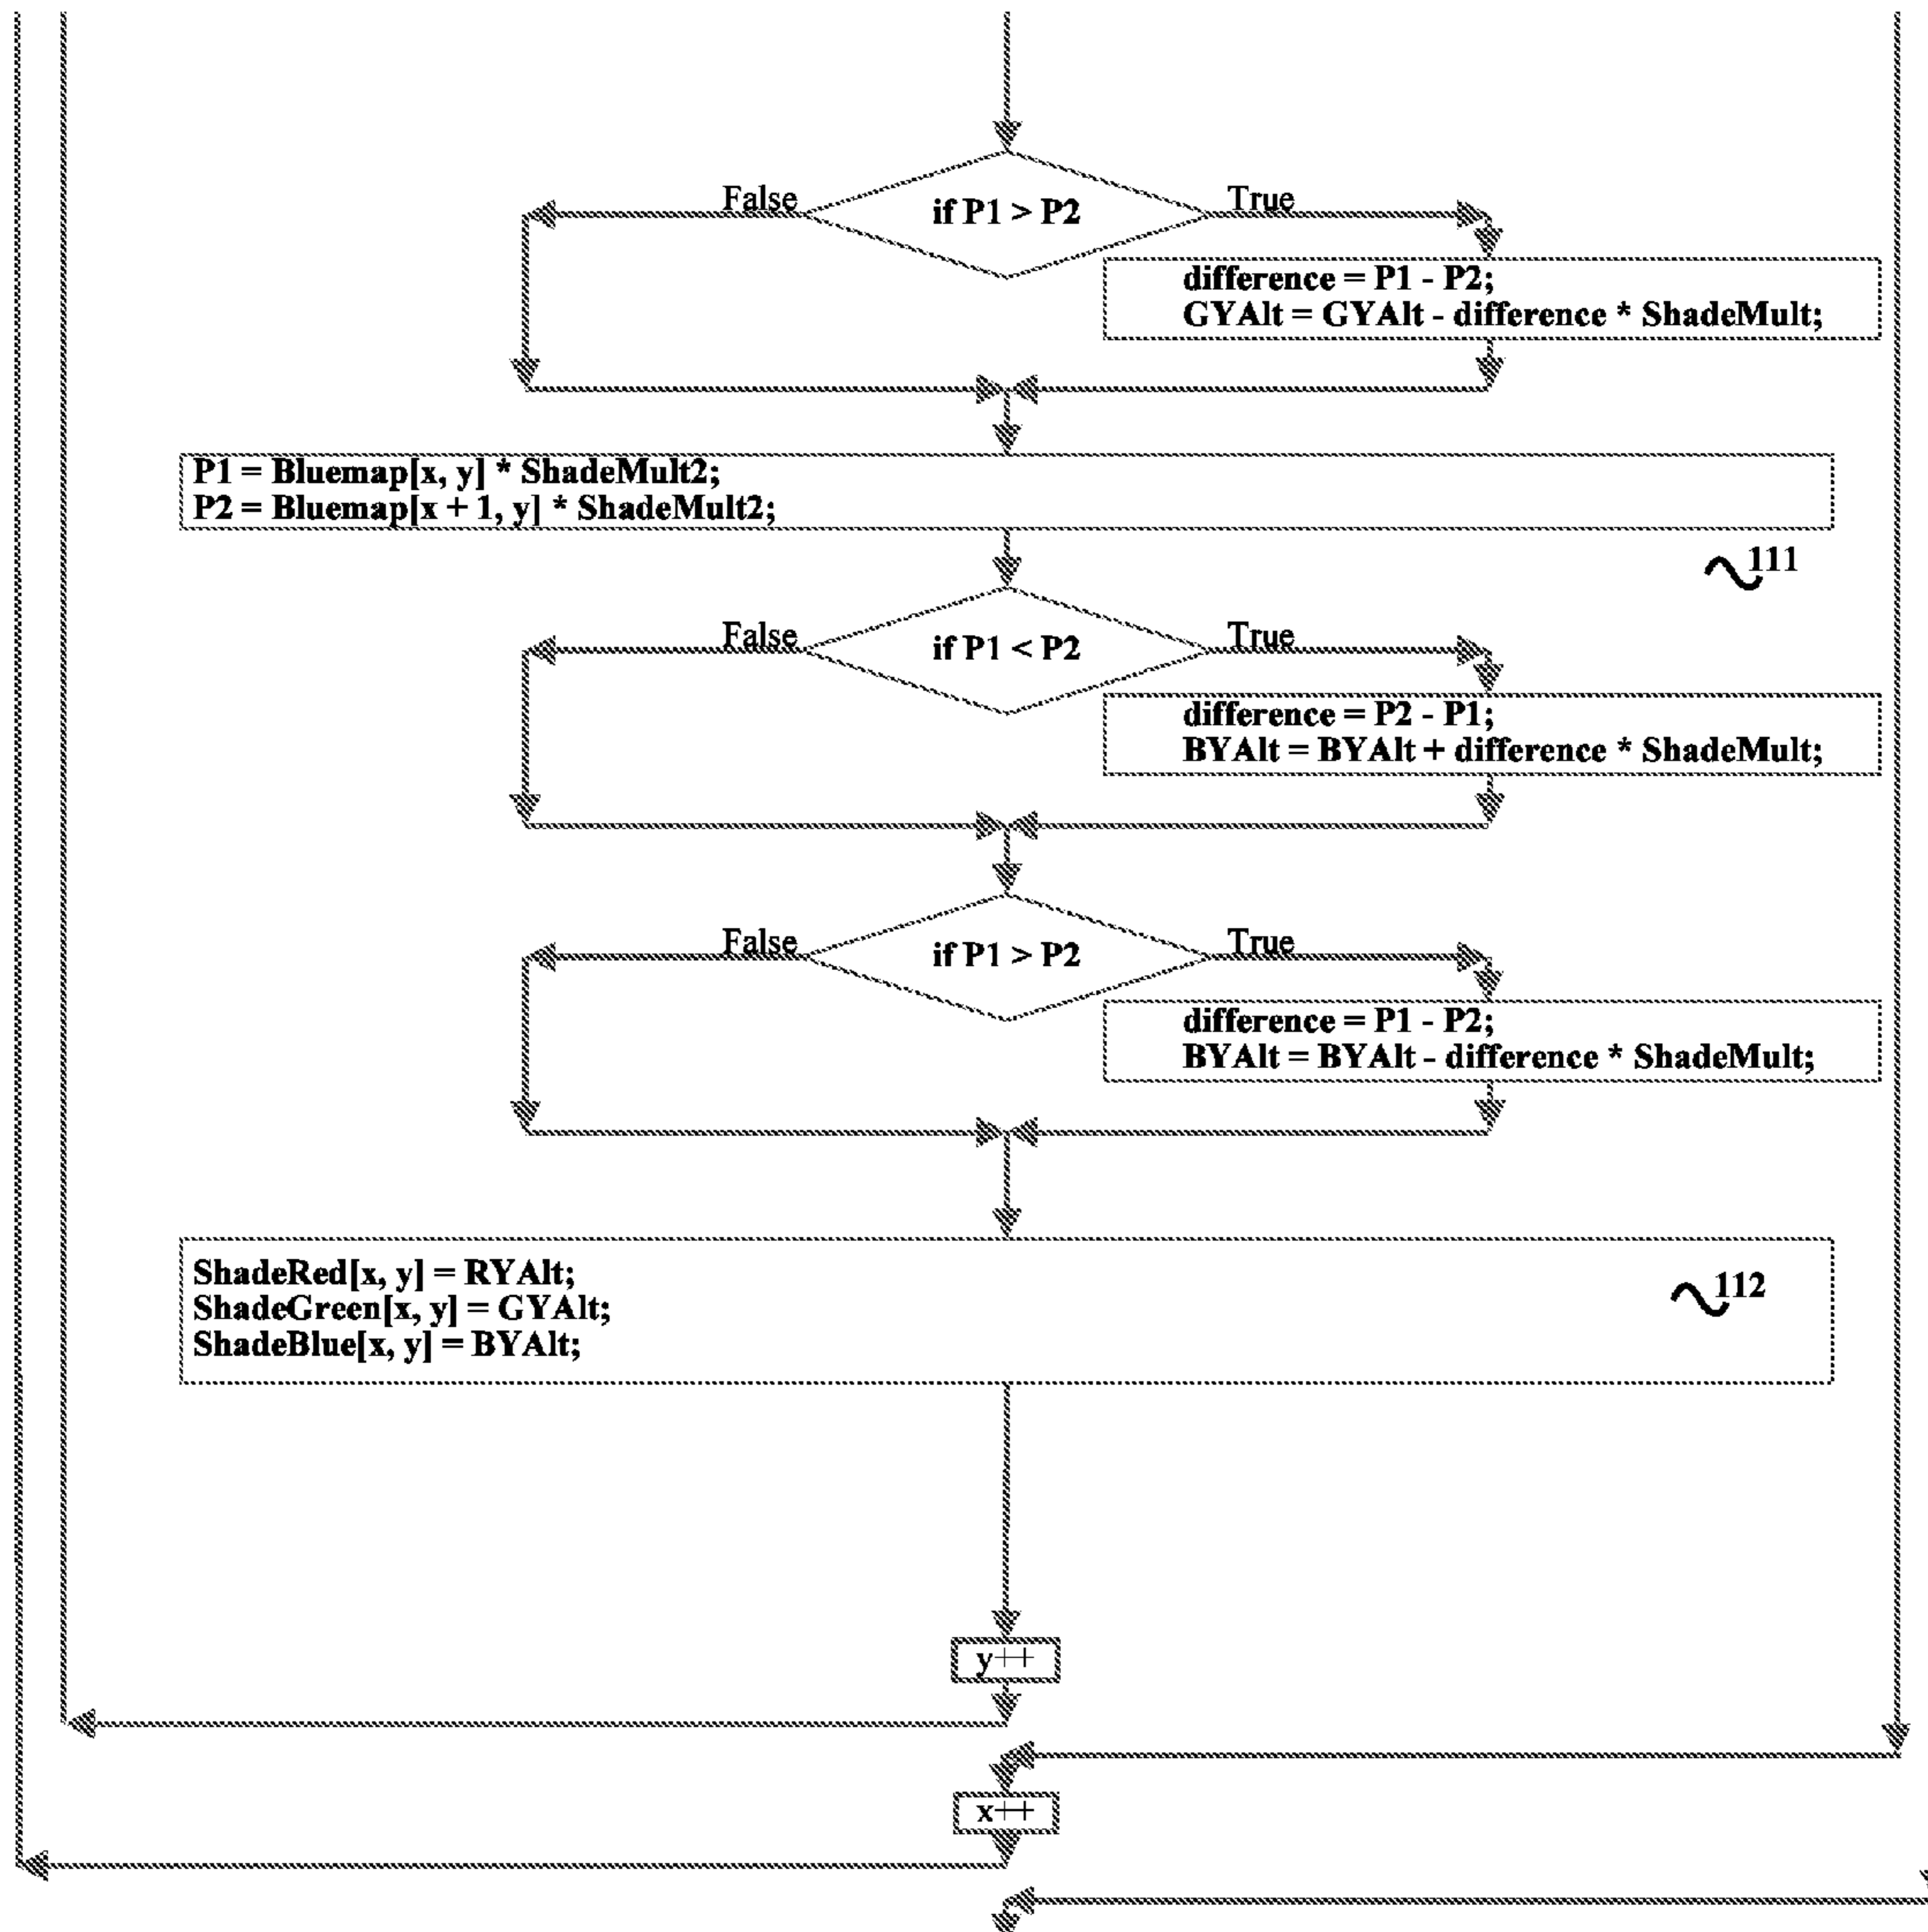 False
if P1 > P2
True
difference = P1 - P2;
GYAlt = GYAlt - difference * ShadeMult;
P1 = Bluemap[x, y] * ShadeMult2;
P2 = Bluemap[x + 1, y] * ShadeMult2;
111
False
if P1 < P2
True
difference = P2 - P1;
BYAlt = BYAlt + difference * ShadeMult;
False
if P1 > P2
True
difference = P1 - P2;
BYAlt = BYAlt - difference * ShadeMult;
ShadeRed[x, y] = RYAlt;
ShadeGreen[x, y] = GYAlt;
ShadeBlue[x, y] = BYAlt;
112
y++
x++